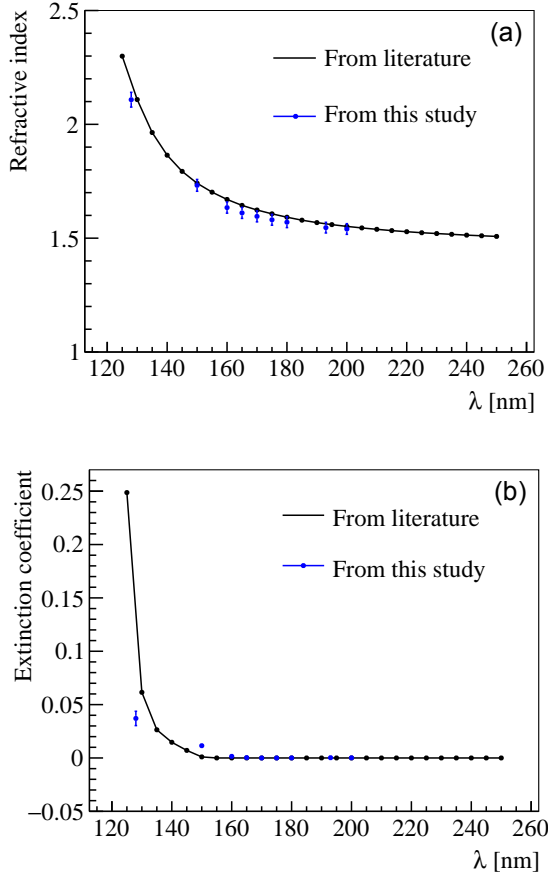 (a)
Refractive index
From literature
From this study
2.5
2
1.5
1
120 140 160 180 200 220 240 260
λ [nm]
(b)
Extinction coefficient
From literature
From this study
0.25
0.2
0.15
0.1
0.05
0
−0.05
120 140 160 180 200 220 240 260
λ [nm]